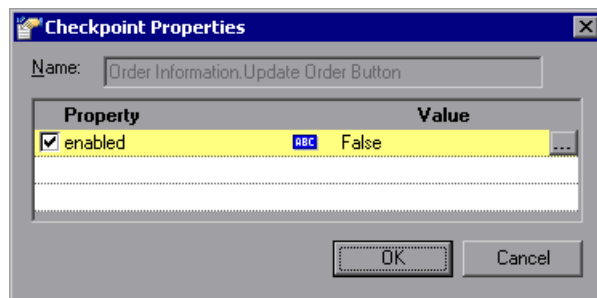 Checkpoint Properties
Name: Order Information.Update Order Button
Property Value
enabled ABC False ...
OK Cancel